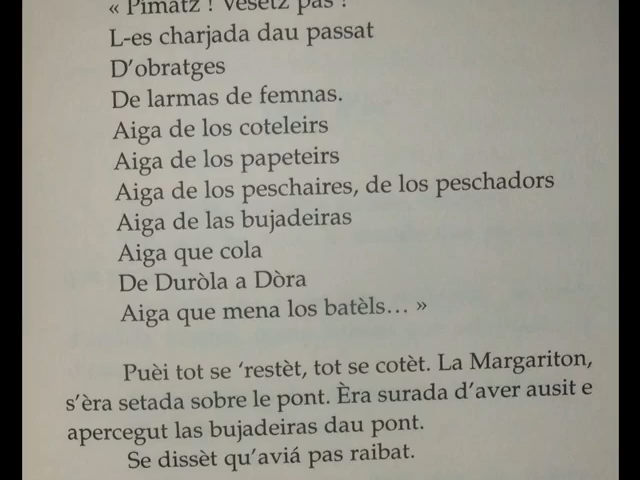 « Pimatz ! Vesètz pas !
L-es charjada dau passat
D'obratges
De larmas de femnas.
Aiga de los coteleirs
Aiga de los papeteirs
Aiga de los peschaires, de los peschadors
Aiga de las bujadeiras
Aiga que cola
De Duròla a Dòra
Aiga que mena los batèls... »
Puèi tot se ‘restèt, tot se cotèt. La Margariton,
s'èra setada sobre le pont. Èra surada d'aver ausit e
apercegut las bujadeiras dau pont.
Se dissèt qu'aviá pas raibat.